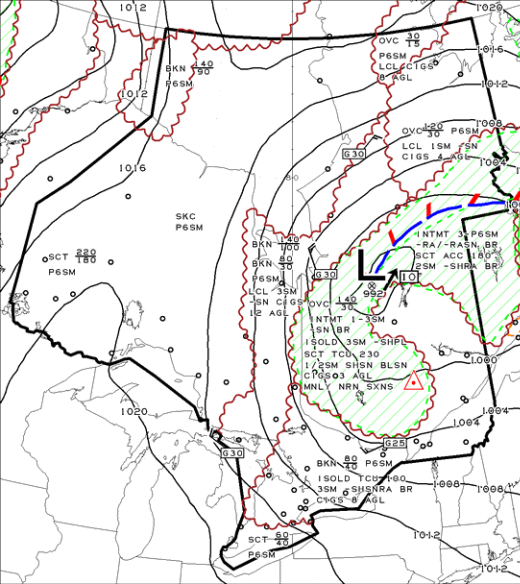 1012
1020
OVC 30/15
P6SM
LCL CIGS
8 AGL
1016
BKN 140/90
P6SM
1012
1008
OVC 120/30 P6SM
LCL 1SM -SN
CIGS 4 AGL
G30
1004
1016
80
SKC
P6SM
100
INTMT 3-P6SM
-RA/-RASN BR
SCT ACC 180
2SM -SHRA BR
BKN 140/100
BKN 80/30
P6SM
LCL 3SM
-SN CIGS
12 AGL
SCT 220/180
P6SM
G30
L
10
992
OVC 140/30
INTMT 1-3SM
-SN BR
ISOLD 3SM -SHPL
SCT TCU 230
1/2SM SHSN BLSN
CIGS 3 AGL
MNLY NRN SXNS
1000
1020
1004
1004
G25
G30
BKN 80/40 P6SM
ISOLD TCU 100
3SM -SHSNRA BR
CIGS 8 AGL
1008
1008
SCT 60/40
P6SM
1012
1012